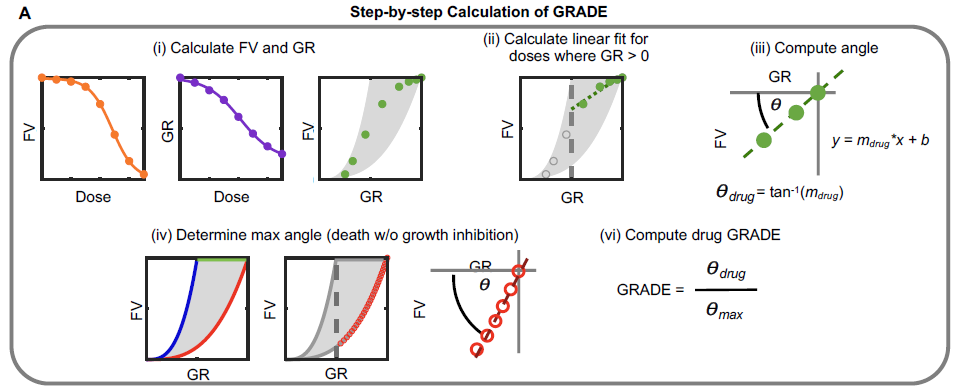 A
Step-by-step Calculation of GRADE
(i) Calculate FV and GR
FV
Dose
GR
Dose
FV
GR
(ii) Calculate linear fit for
doses where GR > 0
FV
GR
(iii) Compute angle
GR
θ
FV
y = mdrug*x + b
θdrug = tan-1(mdrug)
(iv) Determine max angle (death w/o growth inhibition)
FV
GR
FV
GR
GR
θ
FV
(vi) Compute drug GRADE
GRADE =
θdrug
θmax